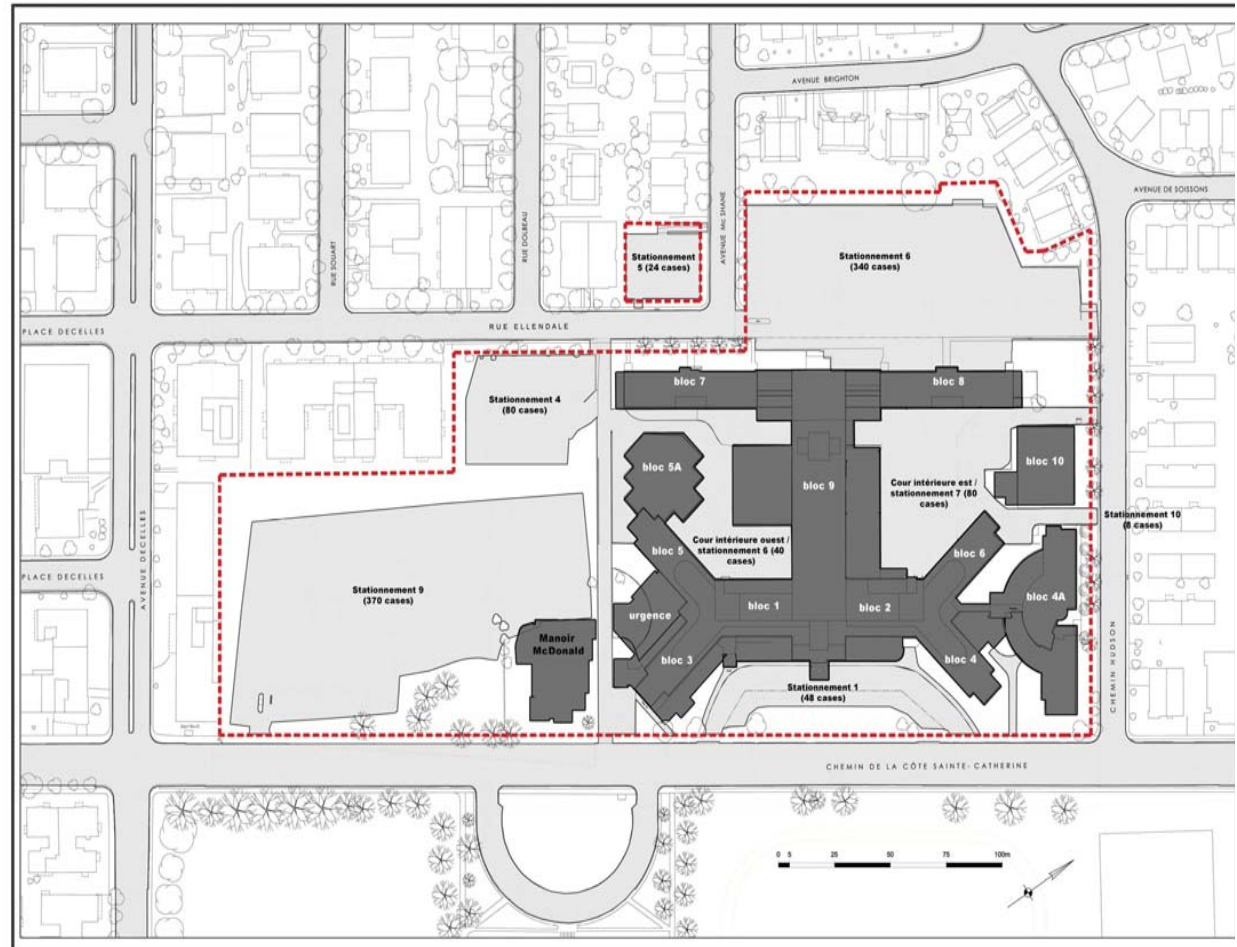 AVENUE BRIGHTON
AVENUE DE SOISSONS
RUE SOUART
RUE DOLBEAU
AVENUE Mc SHANE
Stationnement
5 (24 cases)
Stationnement 6
(340 cases)
PLACE DECELLES
RUE ELLENDALE
bloc 7
bloc 8
Stationnement 4
(80 cases)
bloc 5A
bloc 9
bloc 10
Cour intérieure est /
stationnement 7 (80
cases)
Stationnement 10
(8 cases)
Cour intérieure ouest /
stationnement 6 (40
cases)
bloc 5
bloc 6
PLACE DECELLES
AVENUE DECELLES
Stationnement 9
(370 cases)
urgence
bloc 1
bloc 2
bloc 4A
Manoir
McDonald
bloc 3
bloc 4
Stationnement 1
(48 cases)
CHEMIN HUDSON
CHEMIN DE LA CÔTE SAINTE- CATHERINE
0 5 25 50 75 100m